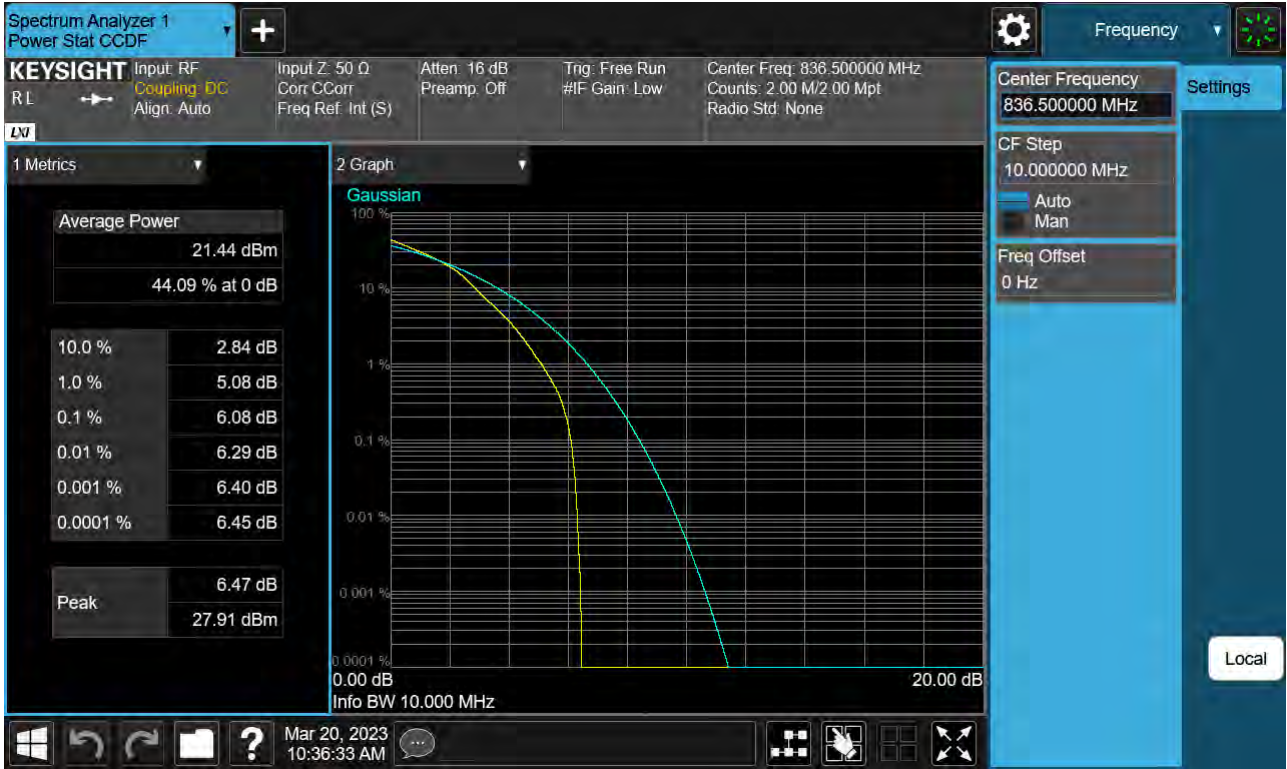 Spectrum Analyzer 1
Power Stat CCDF
+
Frequency
KEYSIGHT
R L
LXI
Input: RF
Coupling: DC
Align: Auto
Input Z: 50 Ω
Corr CCorr
Freq Ref: Int (S)
Atten: 16 dB
Preamp: Off
Trig: Free Run
#IF Gain: Low
Center Freq: 836.500000 MHz
Counts: 2.00 M/2.00 Mpt
Radio Std: None
Center Frequency
836.500000 MHz
Settings
CF Step
10.000000 MHz
Auto
Man
Freq Offset
0 Hz
Local
1 Metrics
Average Power
21.44 dBm
44.09 % at 0 dB
10.0 % 2.84 dB
1.0 % 5.08 dB
0.1 % 6.08 dB
0.01 % 6.29 dB
0.001 % 6.40 dB
0.0001 % 6.45 dB
Peak
6.47 dB
27.91 dBm
2 Graph
Gaussian
100 %
10 %
1 %
0.1 %
0.01 %
0.001 %
0.0001 %
0.00 dB 20.00 dB
Info BW 10.000 MHz
?
Mar 20, 2023
10:36:33 AM